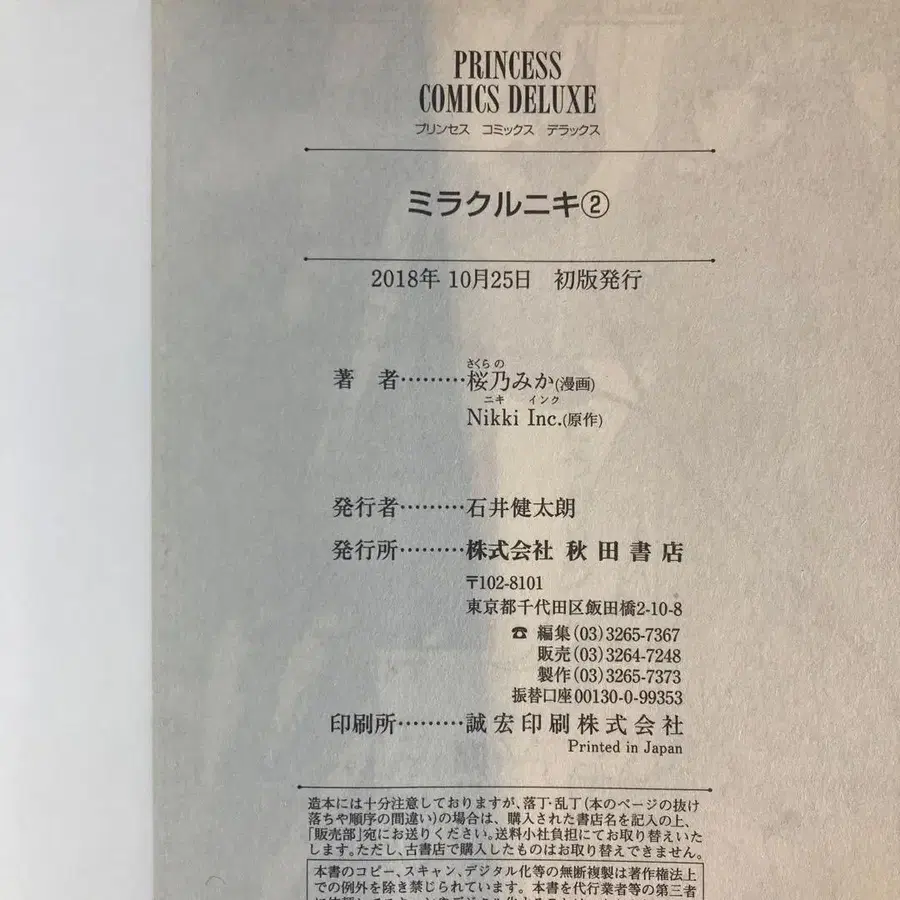 PRINCESS
COMICS DELUXE
プリンセス コミックス デラックス
ミラクルニキ②
2018年 10月25日 初版発行
さくら の
著 者………桜乃みか(漫画)
ニキ インク
Nikki Inc.(原作)
発行者………石井健太朗
発行所………株式会社 秋田書店
〒102-8101
東京都千代田区飯田橋2-10-8
☎ 編集(03)3265-7367
販売(03)3264-7248
製作(03)3265-7373
振替口座00130-0-99353
印刷所………誠宏印刷株式会社
Printed in Japan
造本には十分注意しておりますが、落丁・乱丁(本のページの抜け
落ちや順序の間違い)の場合は、購入された書店名を記入の上、
「販売部」宛にお送りください。送料小社負担にてお取り替えいた
します。ただし、古書店で購入したものはお取り替えできません。
本書のコピー、スキャン、デジタル化等の無断複製は著作権法上
での例外を除き禁じられています。本書を代行業者等の第三者